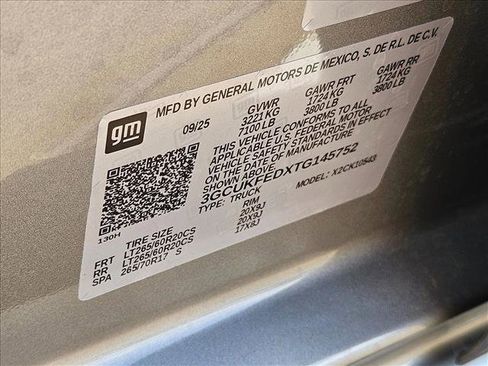 gm
MFD BY GENERAL MOTORS DE MEXICO, S. DE R.L. DE C.V.
09/25 GVWR GAWR FRT GAWR RR
3221 KG 1724 KG 1724 KG
7100 LB 3800 LB 3800 LB
THIS VEHICLE CONFORMS TO ALL
APPLICABLE U.S. FEDERAL MOTOR
VEHICLE SAFETY STANDARDS IN EFFECT
ON THE DATE OF MANUFACTURE
SHOWN ABOVE.
3GCUKFEDXTG145752
TYPE: TRUCK MODEL: X2CK10543
130H
TIRE SIZE RIM
FRT LT265/60R20CS 20X9J
RR LT265/60R20CS 20X9J
SPA 265/70R17 S 17X8J